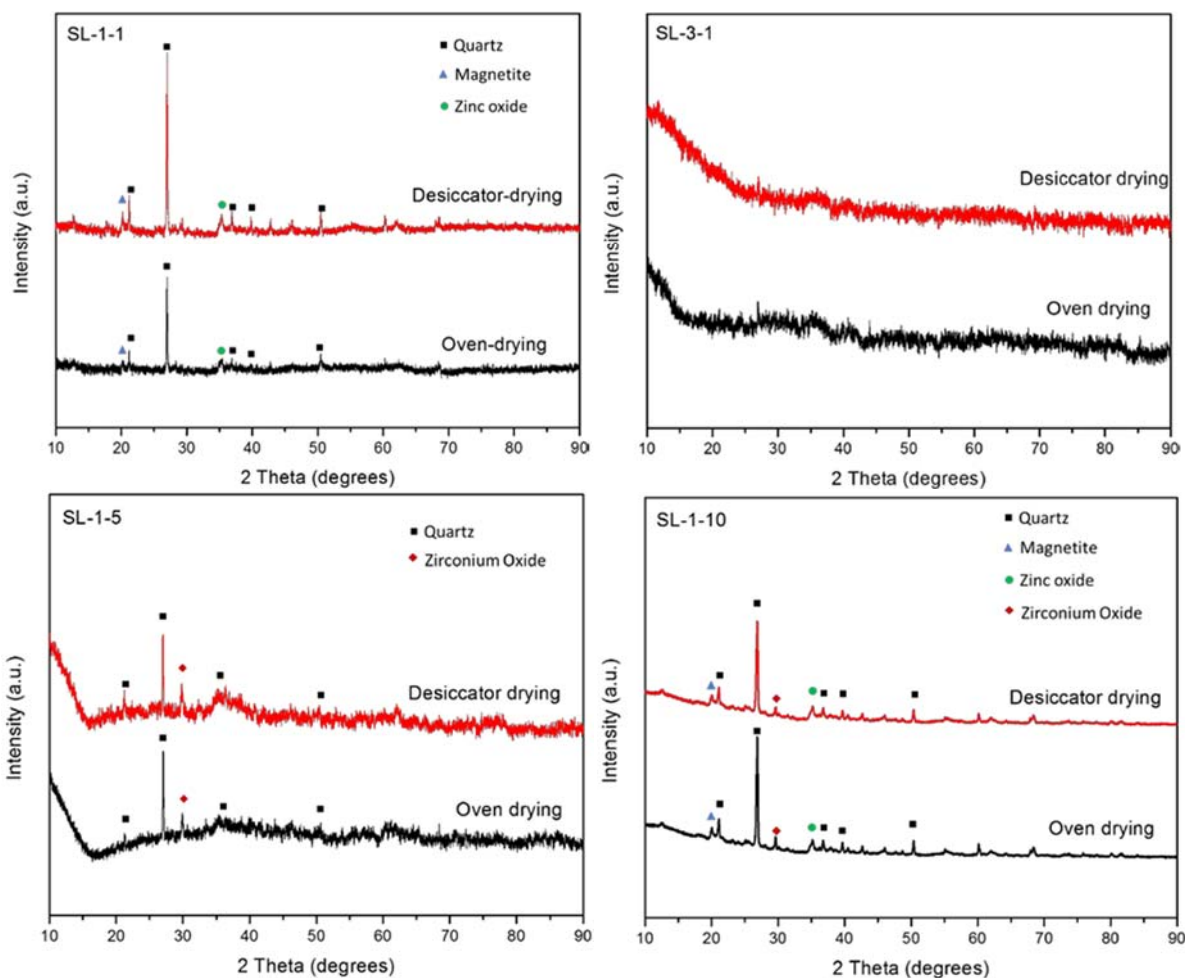 SL-1-1
Quartz
Magnetite
Zinc oxide
Desiccator-drying
Oven-drying
Intensity (a.u.)
10 20 30 40 50 60 70 80 90
2 Theta (degrees)
SL-3-1
Desiccator drying
Oven drying
Intensity (a.u.)
10 20 30 40 50 60 70 80 90
2 Theta (degrees)
SL-1-5
Quartz
Zirconium Oxide
Desiccator drying
Oven drying
Intensity (a.u.)
10 20 30 40 50 60 70 80 90
2 Theta (degrees)
SL-1-10
Quartz
Magnetite
Zinc oxide
Zirconium Oxide
Desiccator drying
Oven drying
Intensity (a.u.)
10 20 30 40 50 60 70 80 90
2 Theta (degrees)